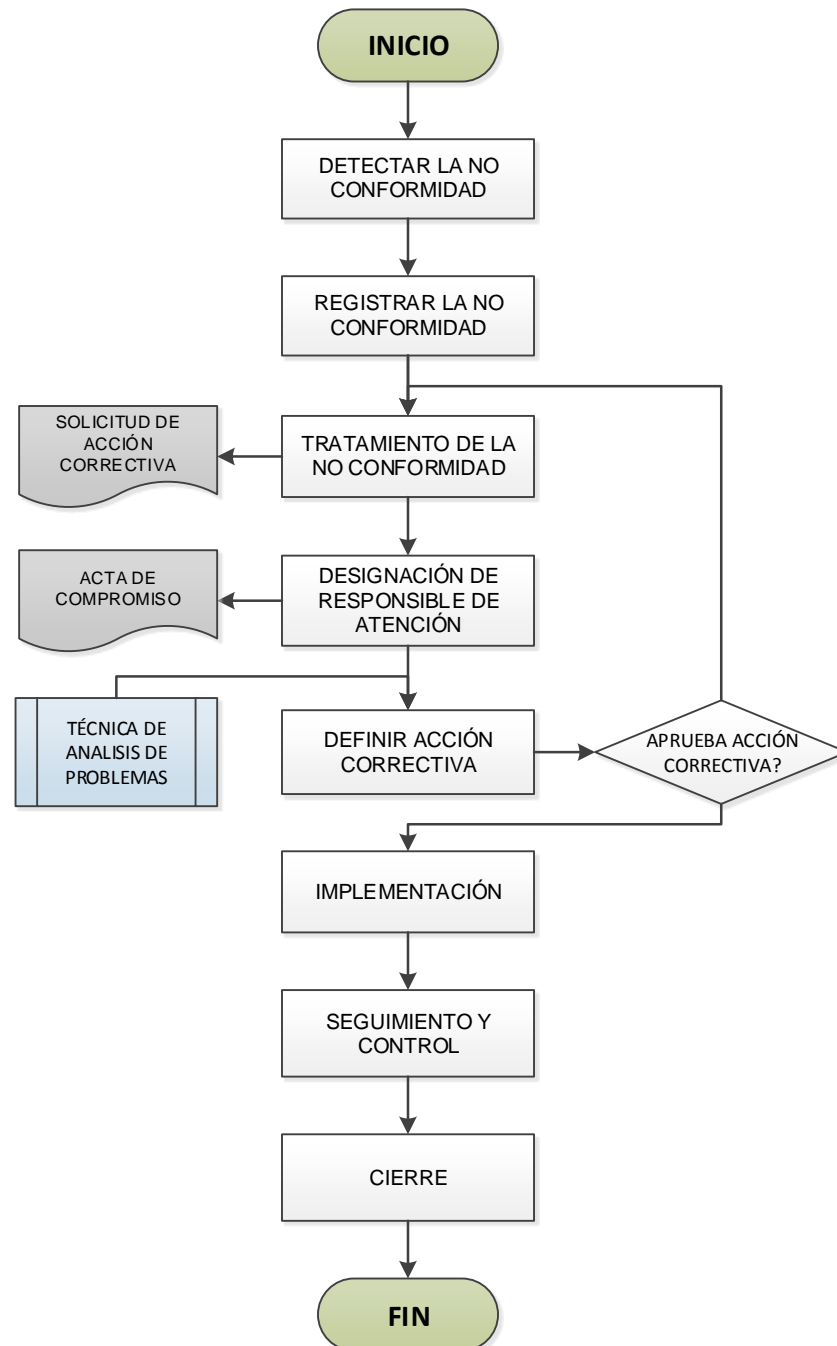 INICIO
DETECTAR LA NO
CONFORMIDAD
REGISTRAR LA NO
CONFORMIDAD
SOLICITUD DE
ACCIÓN
CORRECTIVA
TRATAMIENTO DE LA
NO CONFORMIDAD
ACTA DE
COMPROMISO
DESIGNACIÓN DE
RESPONSIBLE DE
ATENCIÓN
TÉCNICA DE
ANALISIS DE
PROBLEMAS
DEFINIR ACCIÓN
CORRECTIVA
APRUEBA ACCIÓN
CORRECTIVA?
IMPLEMENTACIÓN
SEGUIMIENTO Y
CONTROL
CIERRE
FIN